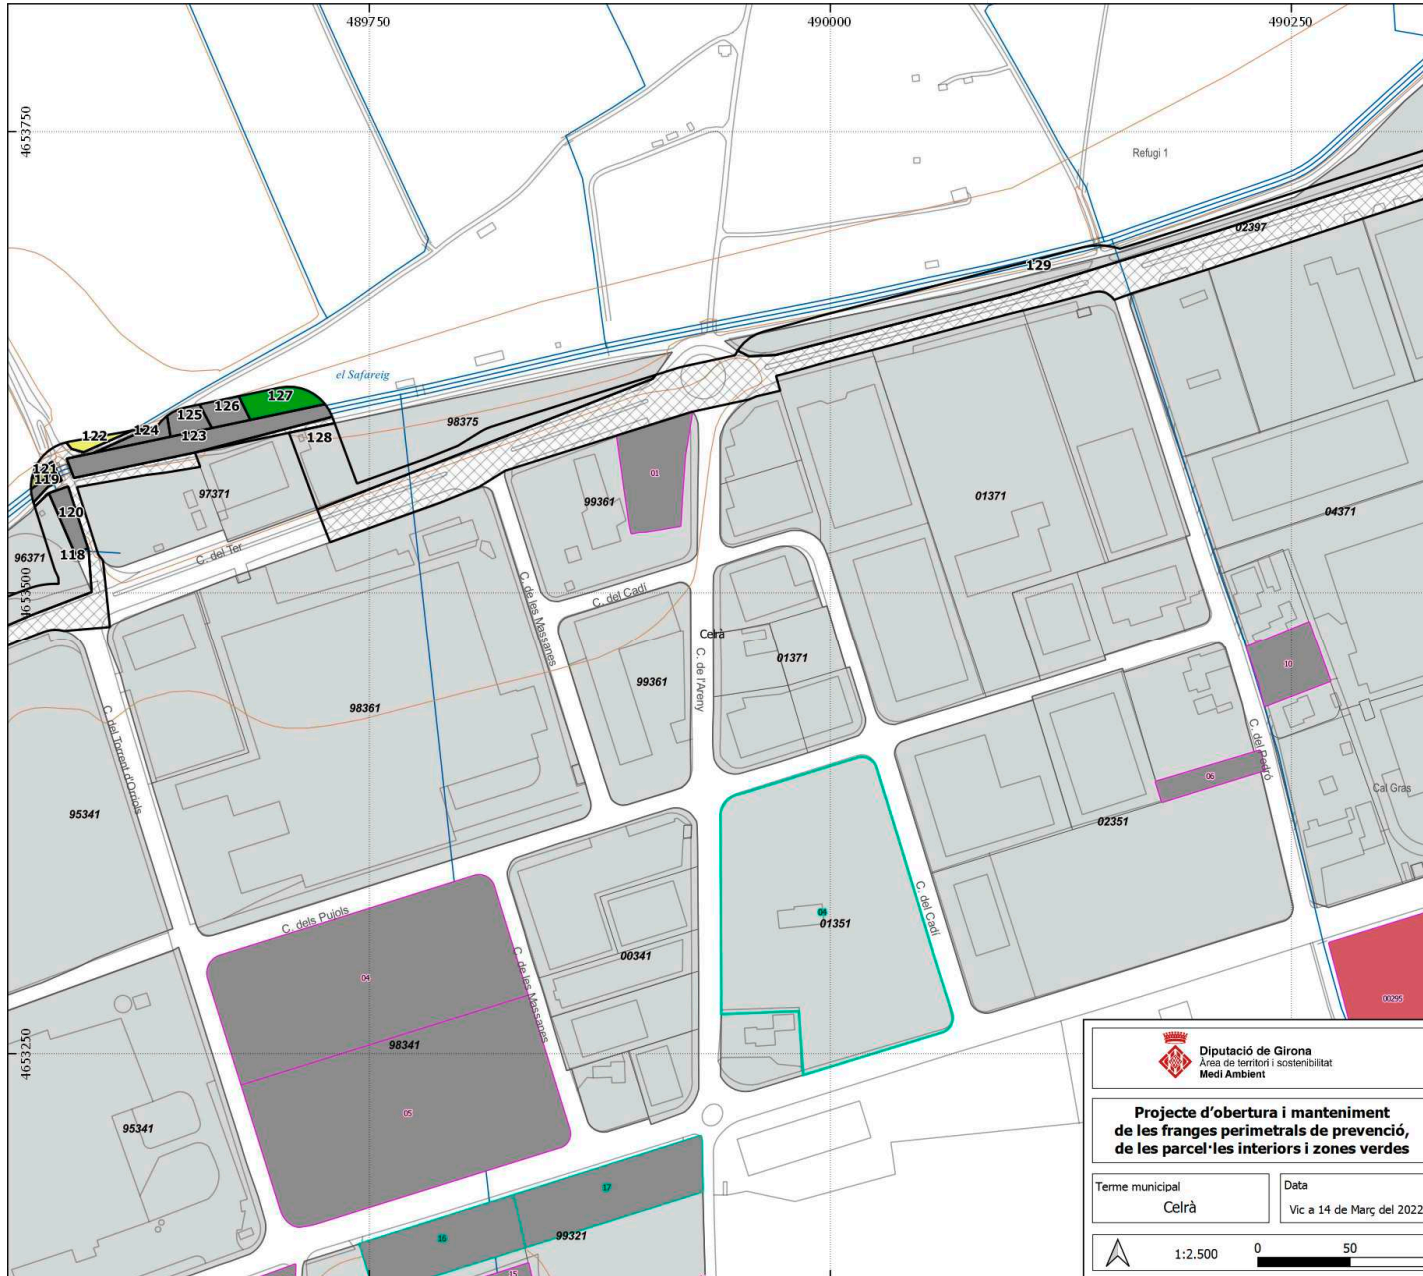 489750
490000
490250
4653750
Refugi 1
02397
129
el Safareig
127
126
125
124
123
122
128
98375
121
119
120
118
97371
96371
C. del Ter
4653500
01
99361
C. de les Massanes
C. del Cadí
Celrà
C. de l'Areny
99361
01371
01371
04371
10
98361
C. del Torrent d'Orriols
95341
C. del Pedró
06
Cal Gras
02351
04
01351
C. del Cadí
C. dels Pujols
00341
C. de les Massanes
04
98341
05
4653250
95341
17
16
99321
15
00295
Diputació de Girona
Àrea de territori i sostenibilitat
Medi Ambient
Projecte d'obertura i manteniment
de les franges perimetrals de prevenció,
de les parcel·les interiors i zones verdes
Terme municipal
Celrà
Data
Vic a 14 de Març del 2022
1:2.500
0
50